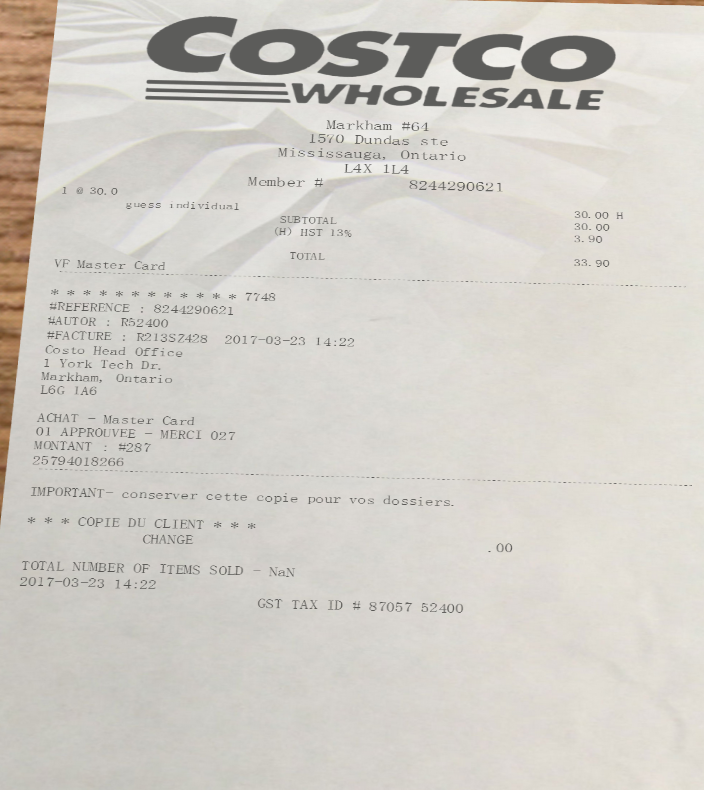 COSTCO
WHOLESALE
Markham #64
1570 Dundas ste
Mississauga, Ontario
L4X 1L4
Member # 8244290621
1 @ 30.0
guess individual 30.00 H
SUBTOTAL 30.00
(H) HST 13% 3.90
TOTAL 33.90
VF Master Card
* * * * * * * * * * * * 7748
#REFERENCE : 8244290621
#AUTOR : R52400
#FACTURE : R213SZ428 2017-03-23 14:22
Costo Head Office
1 York Tech Dr.
Markham, Ontario
L6G 1A6
ACHAT - Master Card
01 APPROUVEE - MERCI 027
MONTANT : #287
25794018266
IMPORTANT- conserver cette copie pour vos dossiers.
* * * COPIE DU CLIENT * * *
CHANGE .00
TOTAL NUMBER OF ITEMS SOLD - NaN
2017-03-23 14:22
GST TAX ID # 87057 52400